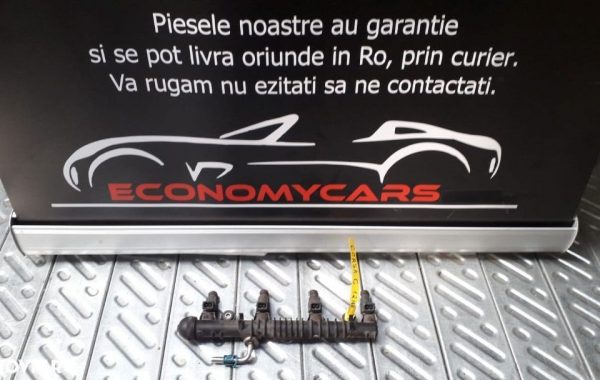 Piesele noastre au garantie
si se pot livra oriunde in Ro, prin curier.
Va rugam nu ezitati sa ne contactati.
ECONOMYCARS